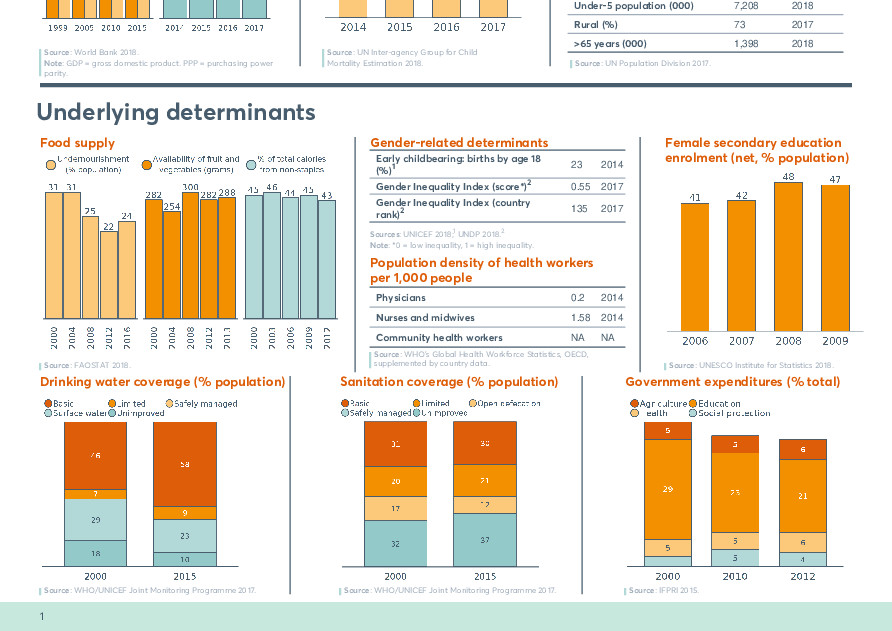 Under-5 population (000) 7,208 2018
Rural (%) 73 2018
>65 years (000) 1,398 2018
1999 2005 2010 2015
2014 2015 2016 2017
2014 2015 2016 2017
Source: World Bank 2018.
Note: GDP = gross domestic product. PPP = purchasing power
parity.
Source: UN Inter-agency Group for Child
Mortality Estimation 2018.
Source: UN Population Division 2017.
Underlying determinants
Food supply
Undernourishment
(% population)
Availability of fruit and
vegetables (grams)
% of total calories
from non-staples
31 31 25 22 24
282 254 300 282 288
45 46 44 45 43
2000 2004 2008 2012 2016
2000 2004 2008 2012
2000 2006 2009 2012
Source: FAOSTAT 2018.
Gender-related determinants
Early childbearing: births by age 18
(%)1 23 2014
Gender Inequality Index (score*)2 0.55 2017
Gender Inequality Index (country
rank)2 135 2017
Sources: UNICEF 2018,1 UNDP 2018.2
Note: *0 = low inequality, 1 = high inequality.
Population density of health workers
per 1,000 people
Physicians 0.2 2014
Nurses and midwives 1.58 2014
Community health workers NA NA
Source: WHO's Global Health Workforce Statistics, OECD,
supplemented by country data.
Female secondary education
enrolment (net, % population)
41 42 48 47
2006 2007 2008 2009
Source: UNESCO Institute for Statistics 2018.
Drinking water coverage (% population)
Basic Limited Safely managed
Surface water Unimproved
46 7 29 18
58 9 23 10
2000 2015
Source: WHO/UNICEF Joint Monitoring Programme 2017.
Sanitation coverage (% population)
Basic Limited Open defecation
Safely managed Unimproved
31 20 17 32
30 21 12 37
2000 2015
Source: WHO/UNICEF Joint Monitoring Programme 2017.
Government expenditures (% total)
Agriculture Education
Health Social protection
29 5
5 5
6 21 6 4
2000 2010 2012
Source: IFPRI 2015.
1